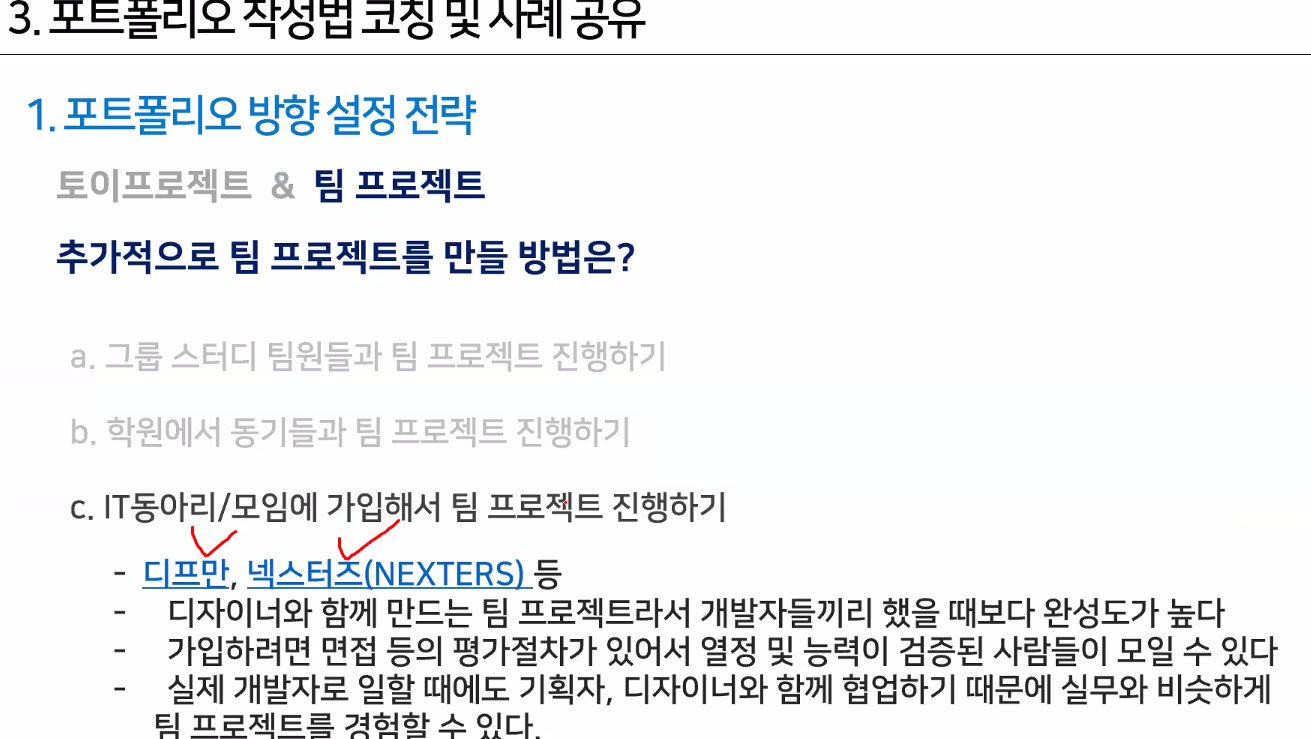 3. 포트폴리오 작성법 코칭 및 사례 공유
1. 포트폴리오 방향 설정 전략
토이프로젝트 & 팀 프로젝트
추가적으로 팀 프로젝트를 만들 방법은?
a. 그룹 스터디 팀원들과 팀 프로젝트 진행하기
b. 학원에서 동기들과 팀 프로젝트 진행하기
c. IT동아리/모임에 가입해서 팀 프로젝트 진행하기
- 디프만, 넥스터즈(NEXTERS) 등
- 디자이너와 함께 만드는 팀 프로젝트라서 개발자들끼리 했을 때보다 완성도가 높다
- 가입하려면 면접 등의 평가절차가 있어서 열정 및 능력이 검증된 사람들이 모일 수 있다
- 실제 개발자로 일할 때에도 기획자, 디자이너와 함께 협업하기 때문에 실무와 비슷하게
팀 프로젝트를 경험할 수 있다.